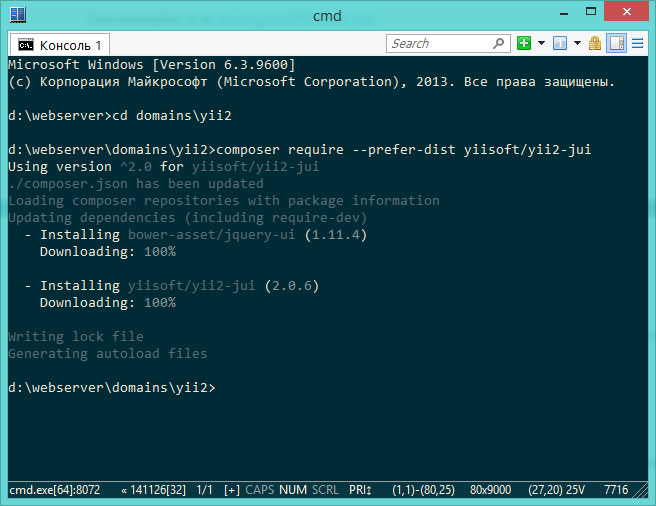 cmd
Консоль 1
Search
Microsoft Windows [Version 6.3.9600]
(c) Корпорация Майкрософт (Microsoft Corporation), 2013. Все права защищены.
d:\webserver>cd domains\yii2
d:\webserver\domains\yii2>composer require --prefer-dist yiisoft/yii2-jui
Using version ^2.0 for yiisoft/yii2-jui
./composer.json has been updated
Loading composer repositories with package information
Updating dependencies (including require-dev)
- Installing bower-asset/jquery-ui (1.11.4)
Downloading: 100%
- Installing yiisoft/yii2-jui (2.0.6)
Downloading: 100%
Writing lock file
Generating autoload files
d:\webserver\domains\yii2>
cmd.exe[64]:8072 « 141126[32] 1/1 [+] CAPS NUM SCRL PRI↕ (1,1)-(80,25) 80x9000 (27,20) 25V 7716